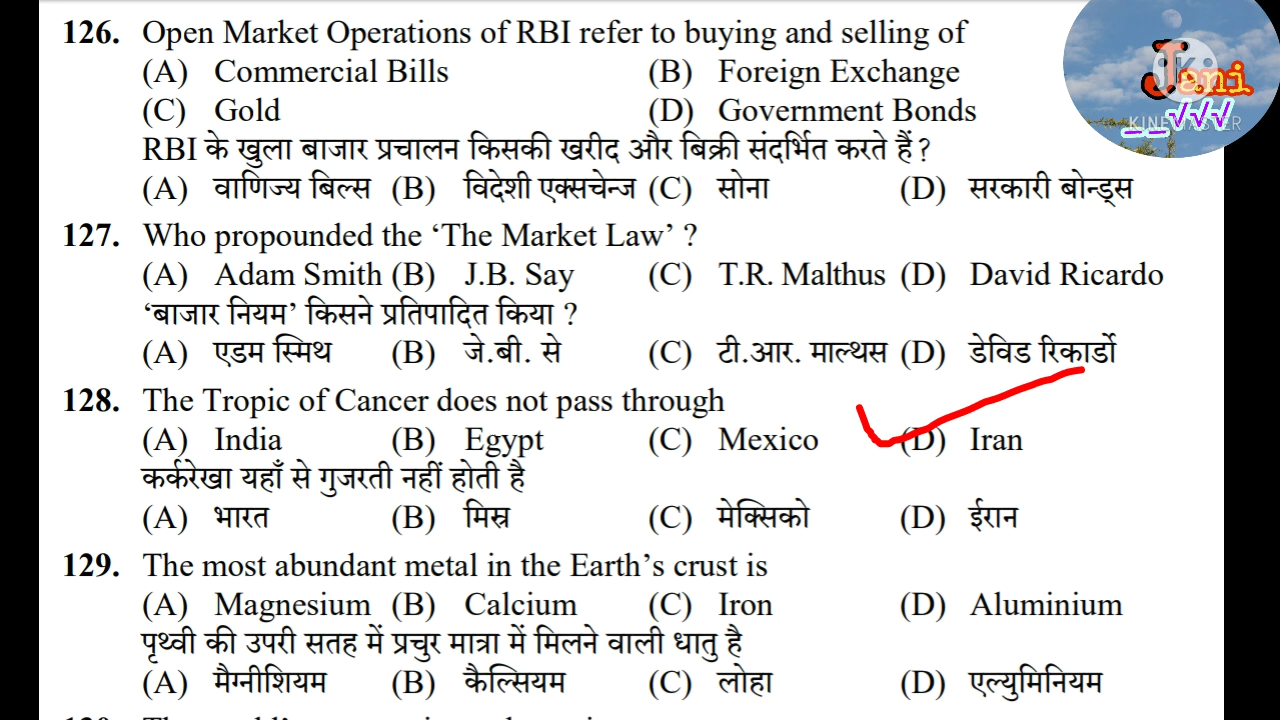 126. Open Market Operations of RBI refer to buying and selling of
(A) Commercial Bills (B) Foreign Exchange
(C) Gold (D) Government Bonds
RBI के खुला बाजार प्रचालन किसकी खरीद और बिक्री संदर्भित करते हैं?
(A) वाणिज्य बिल्स (B) विदेशी एक्सचेन्ज (C) सोना (D) सरकारी बोन्ड्स
127. Who propounded the ‘The Market Law’ ?
(A) Adam Smith (B) J.B. Say (C) T.R. Malthus (D) David Ricardo
‘बाजार नियम’ किसने प्रतिपादित किया ?
(A) एडम स्मिथ (B) जे.बी. से (C) टी.आर. माल्थस (D) डेविड रिकार्डो
128. The Tropic of Cancer does not pass through
(A) India (B) Egypt (C) Mexico (D) Iran
कर्करेखा यहाँ से गुजरती नहीं होती है
(A) भारत (B) मिस्र (C) मेक्सिको (D) ईरान
129. The most abundant metal in the Earth’s crust is
(A) Magnesium (B) Calcium (C) Iron (D) Aluminium
पृथ्वी की उपरी सतह में प्रचुर मात्रा में मिलने वाली धातु है
(A) मैग्नीशियम (B) कैल्सियम (C) लोहा (D) एल्युमिनियम
Jani
KINEMASTER